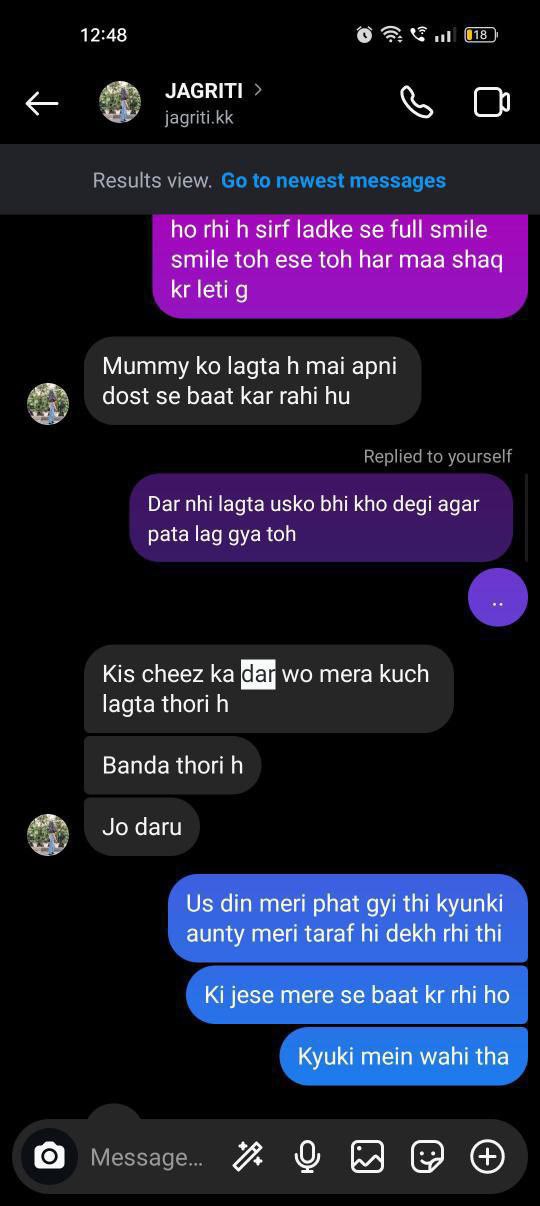 12:48
18
JAGRITI
jagriti.kk
Results view. Go to newest messages
ho rhi h sirf ladke se full smile
smile toh ese toh har maa shaq
kr leti g
Mummy ko lagta h mai apni
dost se baat kar rahi hu
Replied to yourself
Dar nhi lagta usko bhi kho degi agar
pata lag gya toh
..
Kis cheez ka dar wo mera kuch
lagta thori h
Banda thori h
Jo daru
Us din meri phat gyi thi kyunki
aunty meri taraf hi dekh rhi thi
Ki jese mere se baat kr rhi ho
Kyuki mein wahi tha
Message...